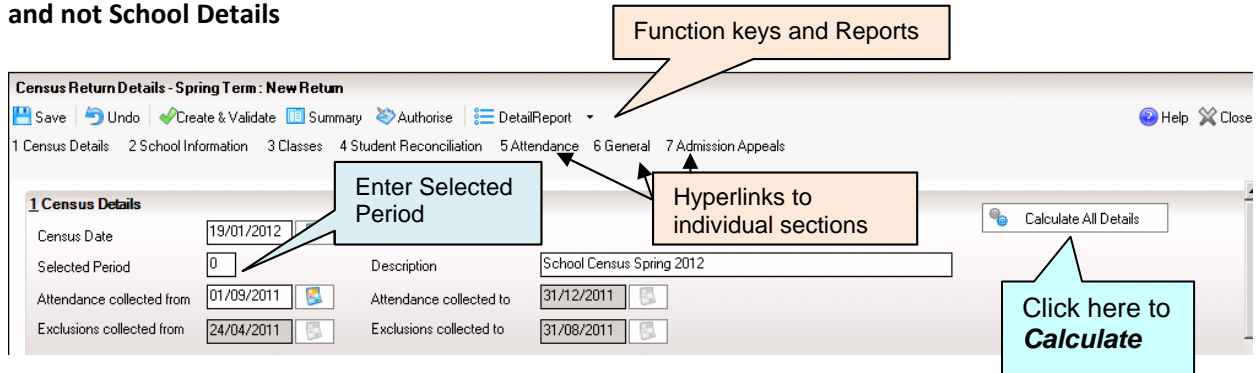 and not School Details
Function keys and Reports
Census Return Details - Spring Term : New Return
Save Undo Create & Validate Summary Authorise DetailReport Help Close
1 Census Details 2 School Information 3 Classes 4 Student Reconciliation 5 Attendance 6 General 7 Admission Appeals
Enter Selected
Period
Hyperlinks to
individual sections
1 Census Details
Calculate All Details
Census Date 19/01/2012
Selected Period 0 Description School Census Spring 2012
Attendance collected from 01/09/2011 Attendance collected to 31/12/2011
Exclusions collected from 24/04/2011 Exclusions collected to 31/08/2011
Click here to
Calculate